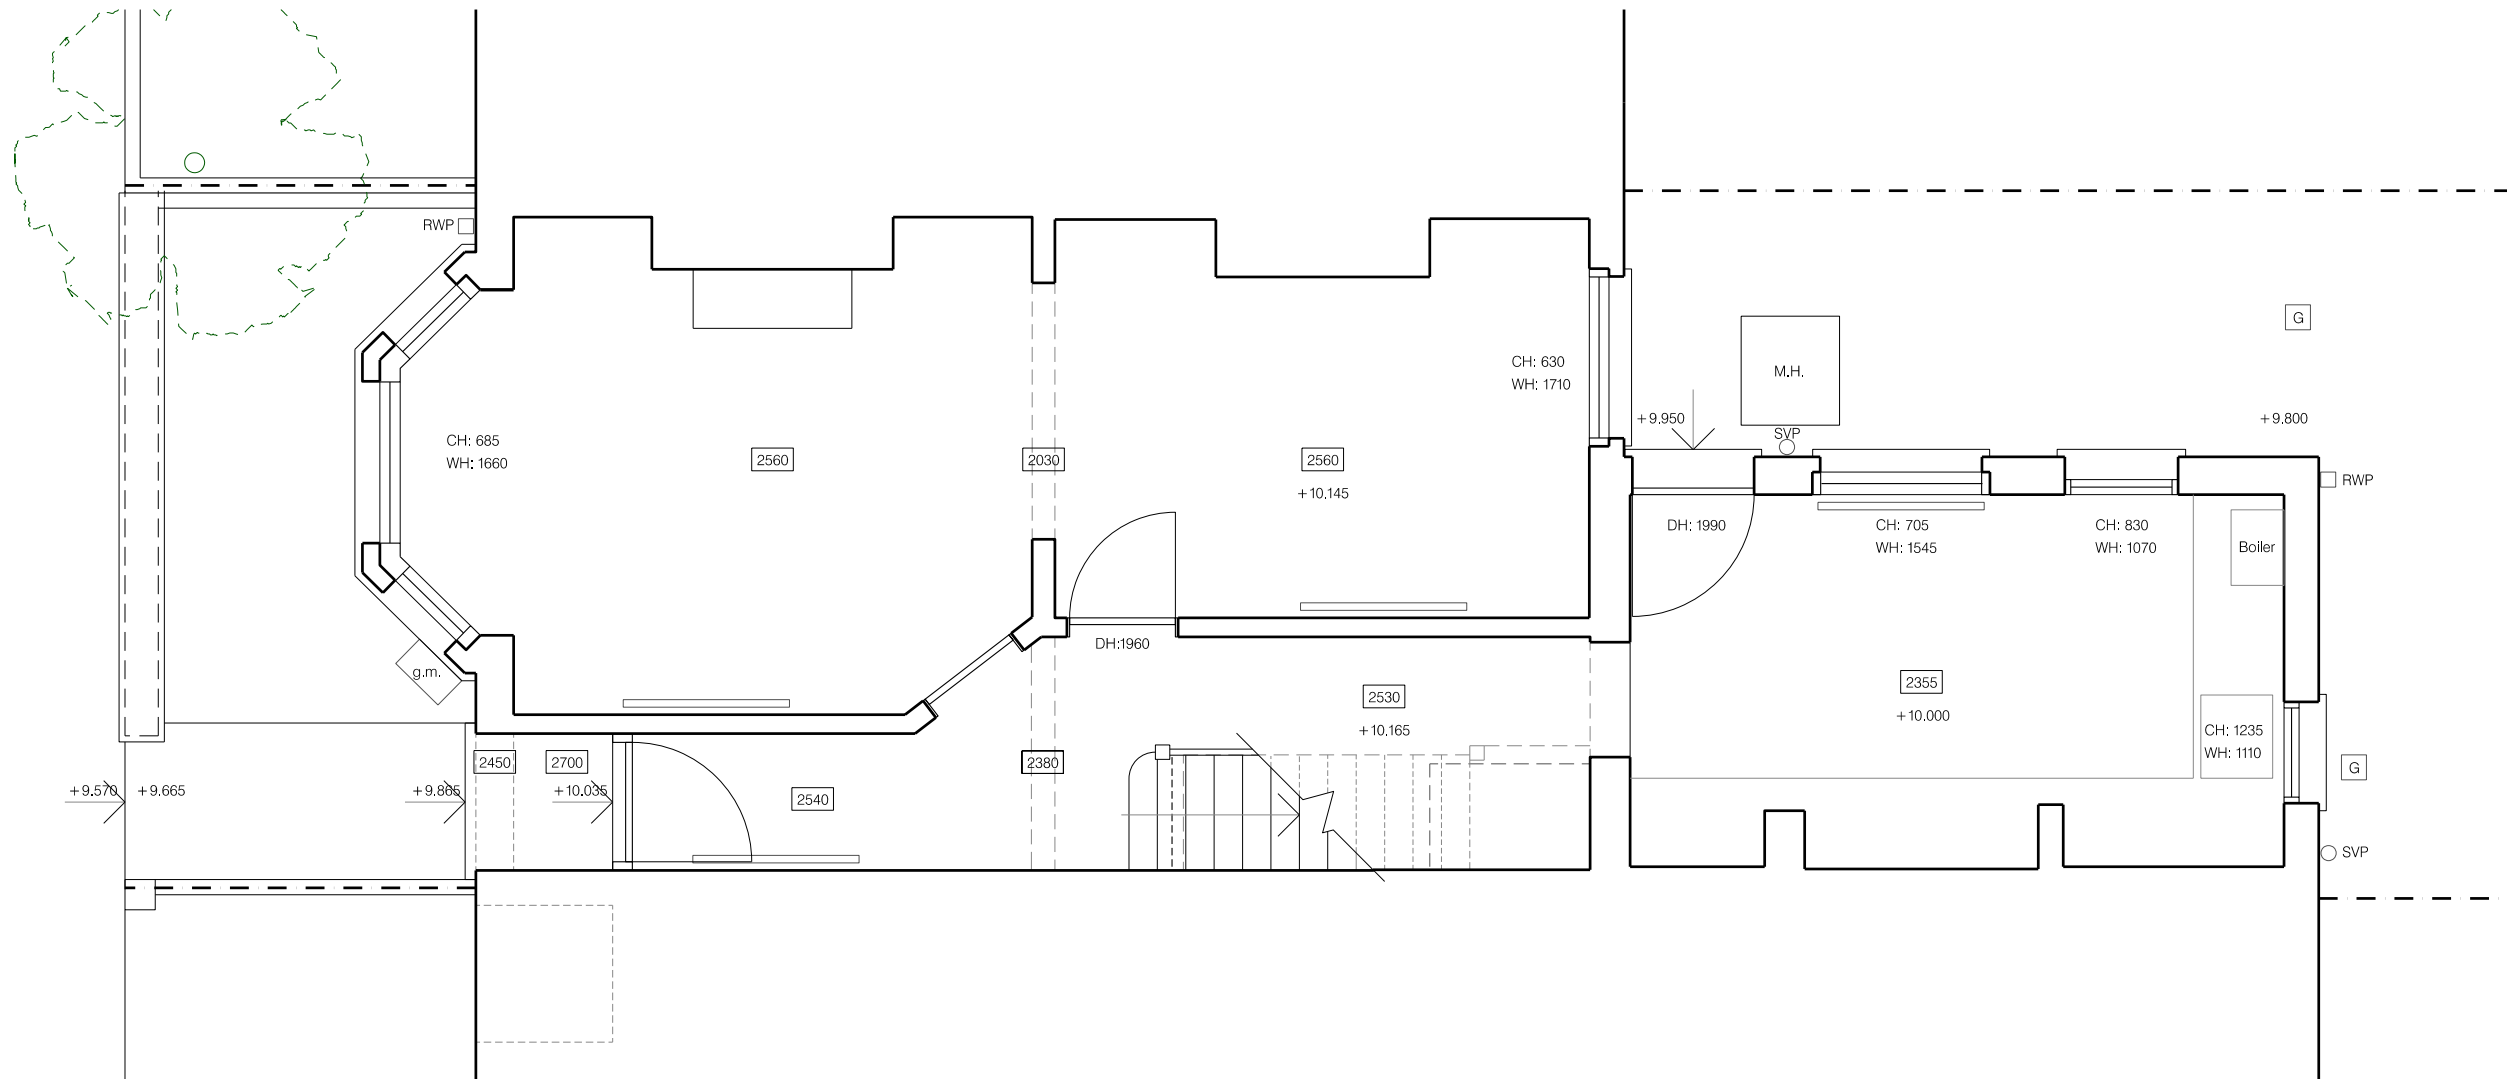 RWP
G
CH: 630
WH: 1710
M.H.
+9.950
+9.800
SVP
CH: 685
WH: 1660
2560
2030
2560
+10.145
RWP
DH: 1990
CH: 705
WH: 1545
CH: 830
WH: 1070
Boiler
DH:1960
g.m.
2530
+10.165
2355
+10.000
CH: 1235
WH: 1110
2450
2700
2380
G
+9.570
+9.665
+9.865
+10.035
2540
SVP